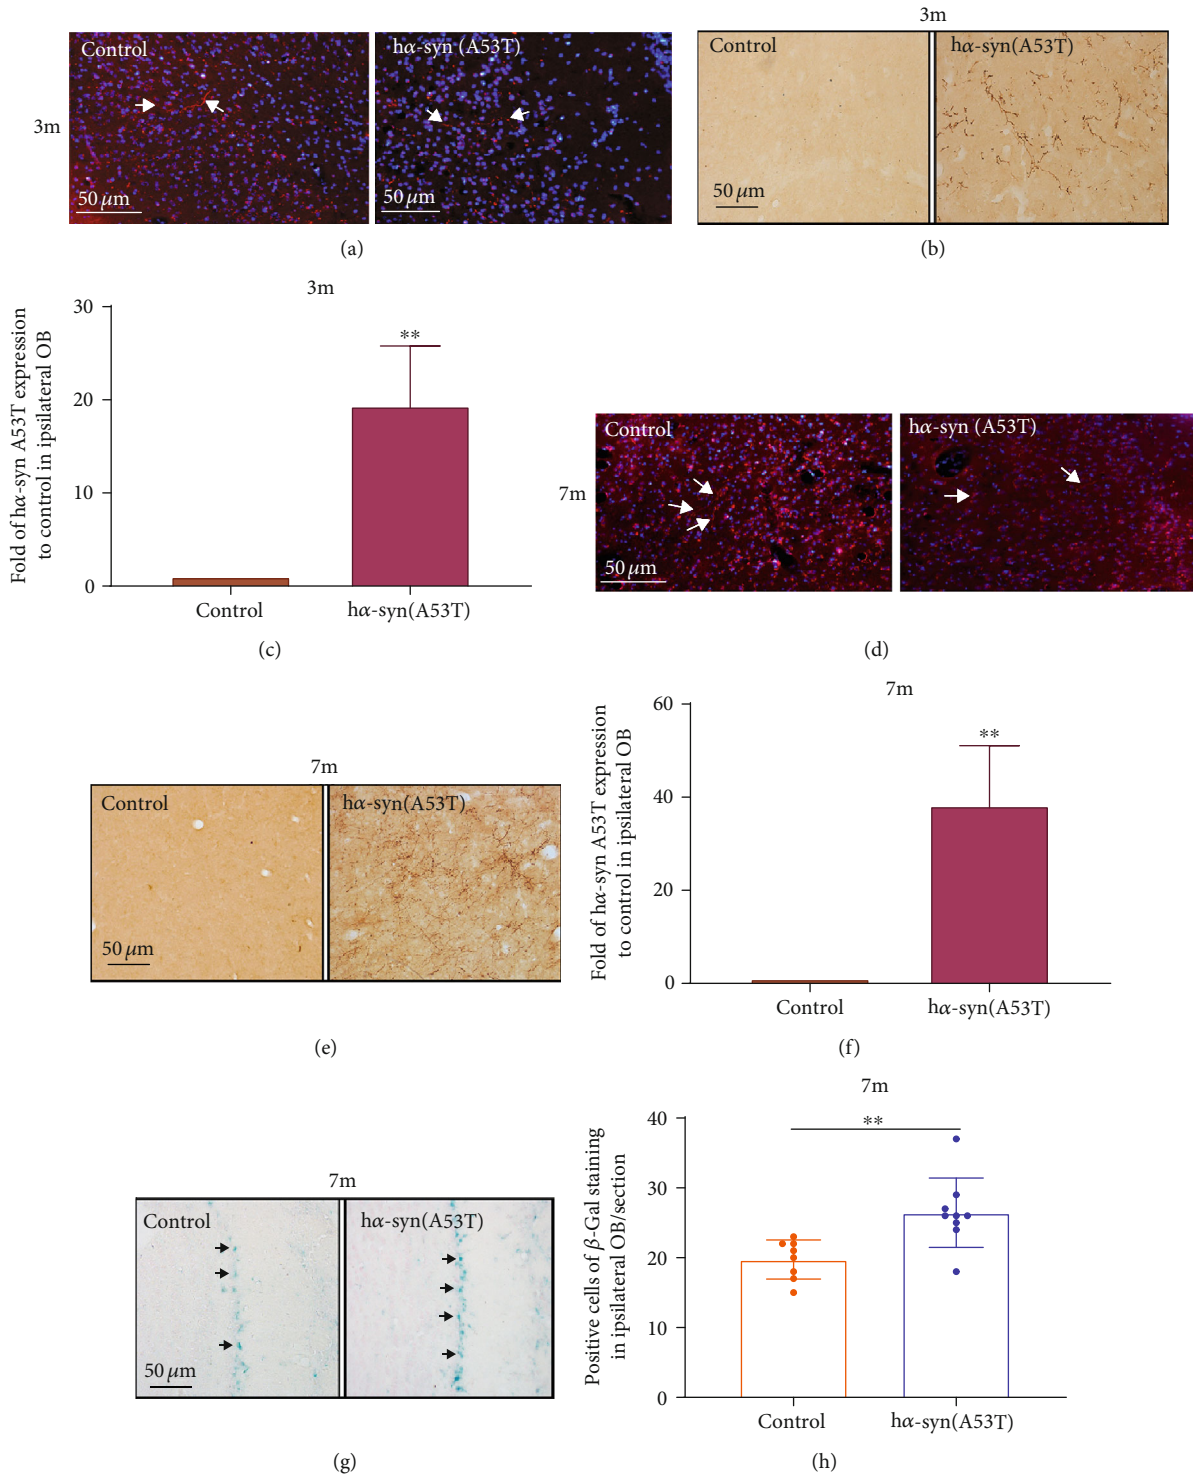 Control
hα-syn (A53T)
3m
50 μm
50 μm
(a)
3m
Control
hα-syn(A53T)
50 μm
(b)
3m
Fold of hα-syn A53T expression
to control in ipsilateral OB
30
20
10
0
**
Control
hα-syn(A53T)
(c)
7m
Control
hα-syn (A53T)
50 μm
(d)
7m
Control
hα-syn(A53T)
50 μm
(e)
7m
Fold of hα-syn A53T expression
to control in ipsilateral OB
60
40
20
0
**
Control
hα-syn(A53T)
(f)
7m
Control
hα-syn(A53T)
50 μm
(g)
7m
Positive cells of β-Gal staining
in ipsilateral OB/section
40
30
20
10
0
**
Control
hα-syn(A53T)
(h)